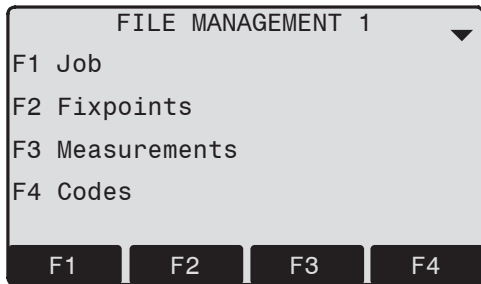 FILE MANAGEMENT 1
F1 Job
F2 Fixpoints
F3 Measurements
F4 Codes
F1 F2 F3 F4